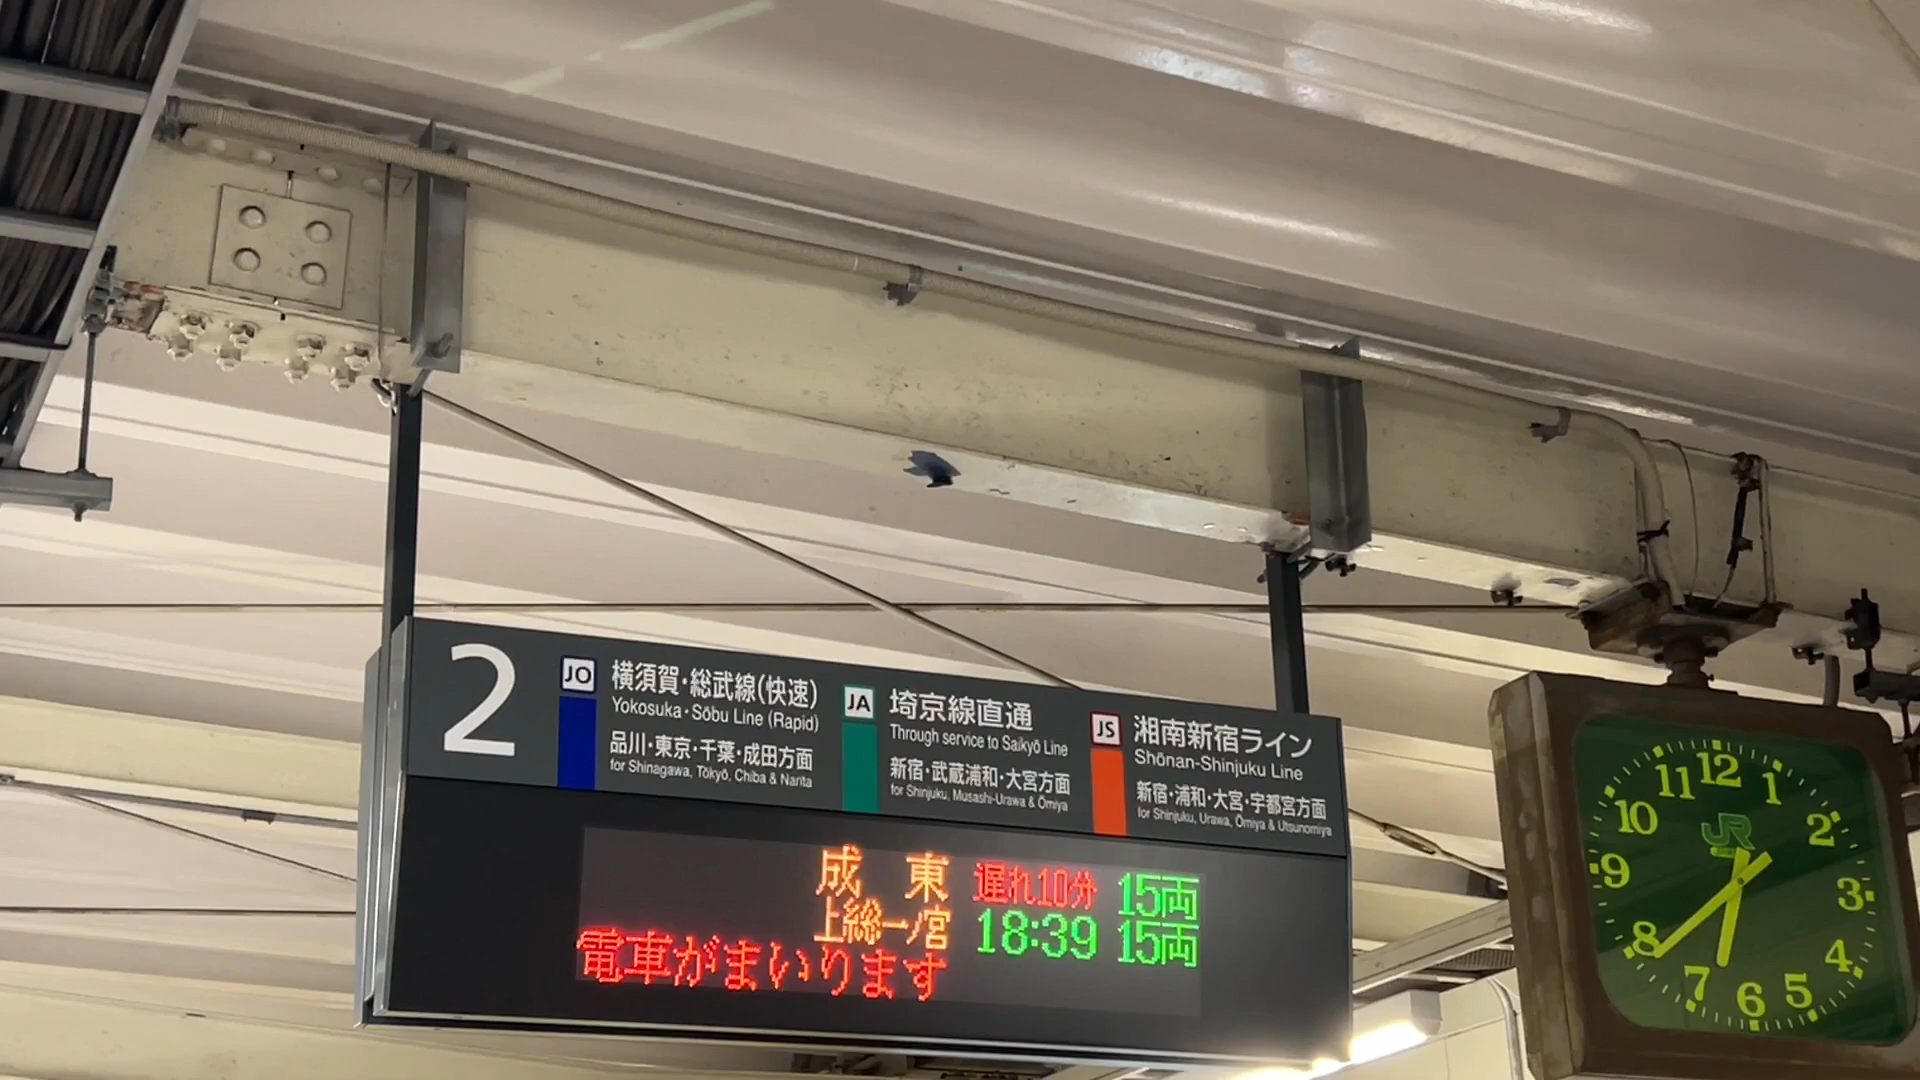 2
JO 横須賀・総武線(快速)
Yokosuka・Sōbu Line (Rapid)
品川・東京・千葉・成田方面
for Shinagawa, Tōkyō, Chiba & Narita
JA 埼京線直通
Through service to Saikyō Line
新宿・武蔵浦和・大宮方面
for Shinjuku, Musashi-Urawa & Ōmiya
JS 湘南新宿ライン
Shōnan-Shinjuku Line
新宿・浦和・大宮・宇都宮方面
for Shinjuku, Urawa, Ōmiya & Utsunomiya
成東 遅れ10分 15両
上総一ノ宮 18:39 15両
電車がまいります
JR
12
1
2
3
4
5
6
7
8
9
10
11